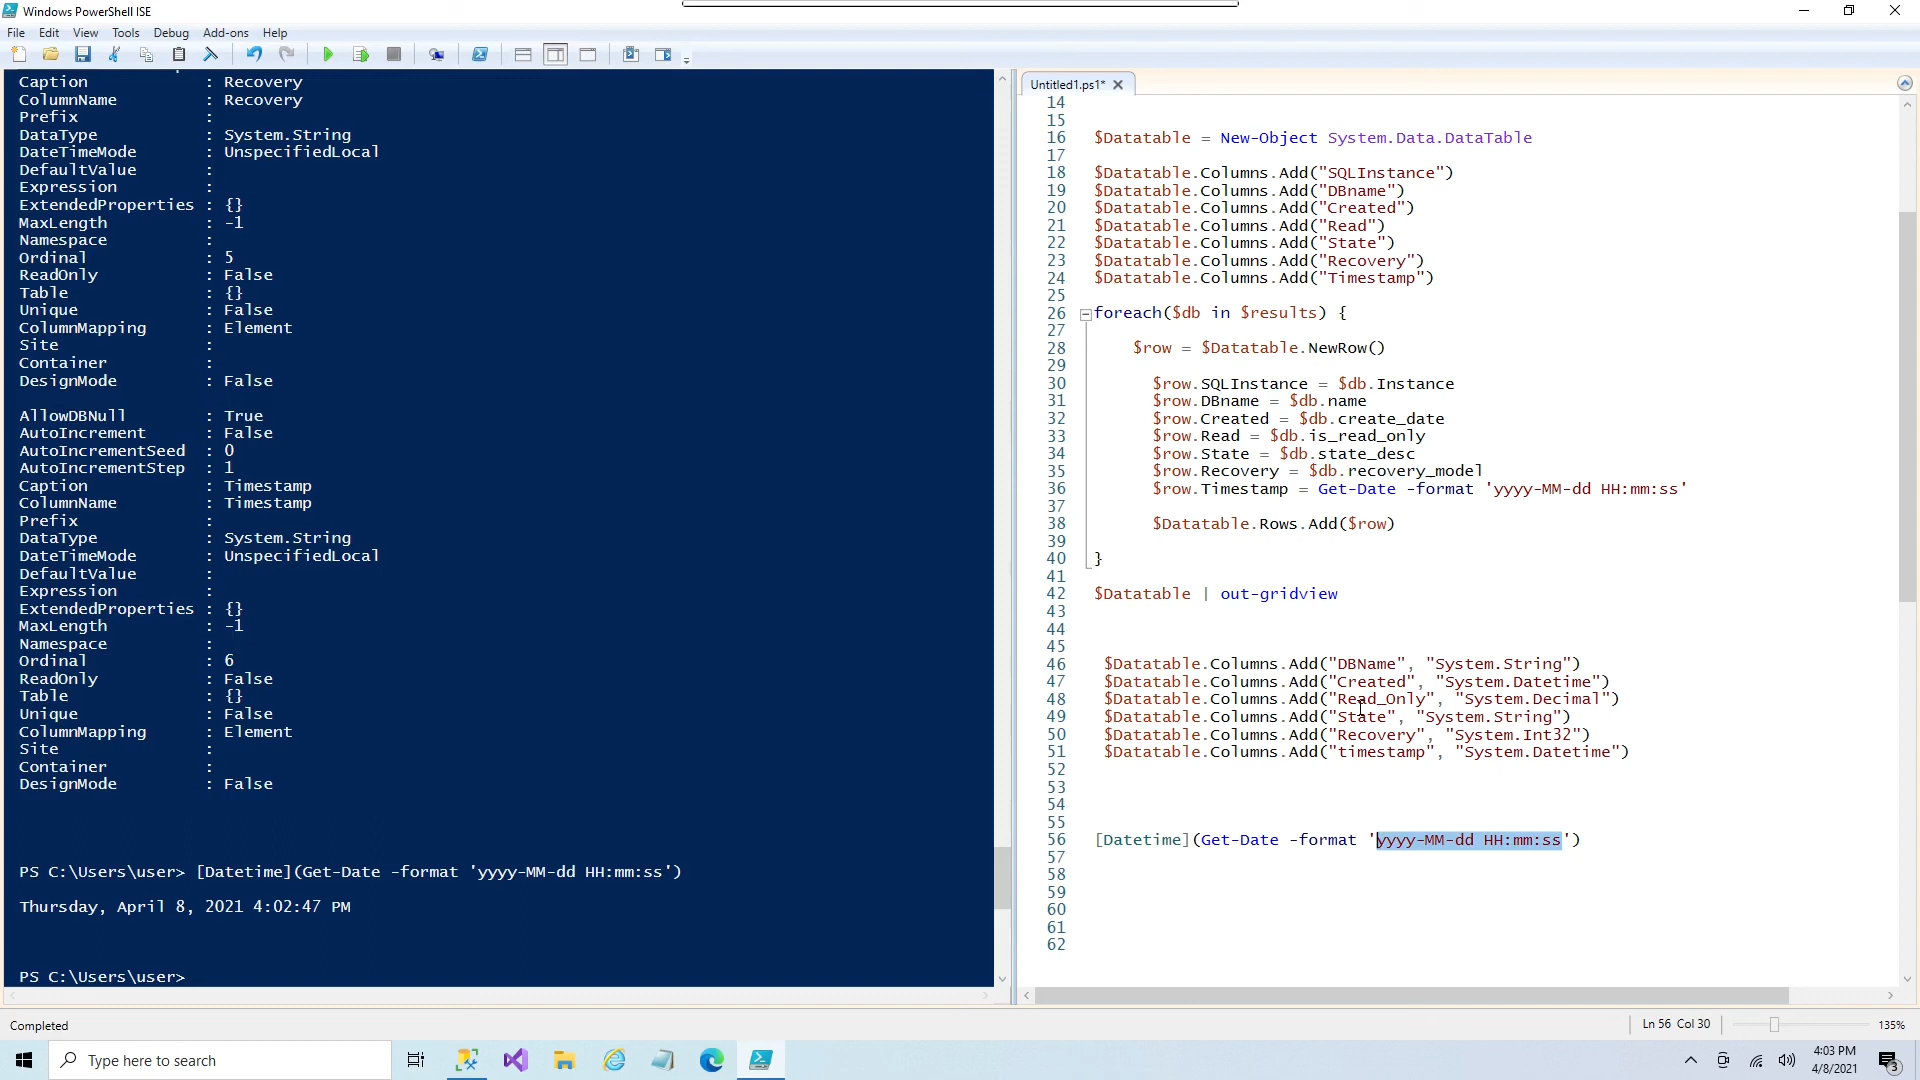 Windows PowerShell ISE
File Edit View Tools Debug Add-ons Help
Caption : Recovery
ColumnName : Recovery
Prefix :
DataType : System.String
DateTimeMode : UnspecifiedLocal
DefaultValue :
Expression :
ExtendedProperties : {}
MaxLength : -1
Namespace :
Ordinal : 5
ReadOnly : False
Table : {}
Unique : False
ColumnMapping : Element
Site :
Container :
DesignMode : False
AllowDBNull : True
AutoIncrement : False
AutoIncrementSeed : 0
AutoIncrementStep : 1
Caption : Timestamp
ColumnName : Timestamp
Prefix :
DataType : System.String
DateTimeMode : UnspecifiedLocal
DefaultValue :
Expression :
ExtendedProperties : {}
MaxLength : -1
Namespace :
Ordinal : 6
ReadOnly : False
Table : {}
Unique : False
ColumnMapping : Element
Site :
Container :
DesignMode : False
PS C:\Users\user> [Datetime](Get-Date -format 'yyyy-MM-dd HH:mm:ss')
Thursday, April 8, 2021 4:02:47 PM
PS C:\Users\user>
Untitled1.ps1*
14
15
16 $Datatable = New-Object System.Data.DataTable
17
18 $Datatable.Columns.Add("SQLInstance")
19 $Datatable.Columns.Add("DBname")
20 $Datatable.Columns.Add("Created")
21 $Datatable.Columns.Add("Read")
22 $Datatable.Columns.Add("State")
23 $Datatable.Columns.Add("Recovery")
24 $Datatable.Columns.Add("Timestamp")
25
26 foreach($db in $results) {
27
28 $row = $Datatable.NewRow()
29
30 $row.SQLInstance = $db.Instance
31 $row.DBname = $db.name
32 $row.Created = $db.create_date
33 $row.Read = $db.is_read_only
34 $row.State = $db.state_desc
35 $row.Recovery = $db.recovery_model
36 $row.Timestamp = Get-Date -format 'yyyy-MM-dd HH:mm:ss'
37
38 $Datatable.Rows.Add($row)
39
40 }
41
42 $Datatable | out-gridview
43
44
45
46 $Datatable.Columns.Add("DBName", "System.String")
47 $Datatable.Columns.Add("Created", "System.Datetime")
48 $Datatable.Columns.Add("Read_Only", "System.Decimal")
49 $Datatable.Columns.Add("State", "System.String")
50 $Datatable.Columns.Add("Recovery", "System.Int32")
51 $Datatable.Columns.Add("timestamp", "System.Datetime")
52
53
54
55
56 [Datetime](Get-Date -format 'yyyy-MM-dd HH:mm:ss')
57
58
59
60
61
62
Completed
Ln 56 Col 30
135%
Type here to search
4:03 PM
4/8/2021
3